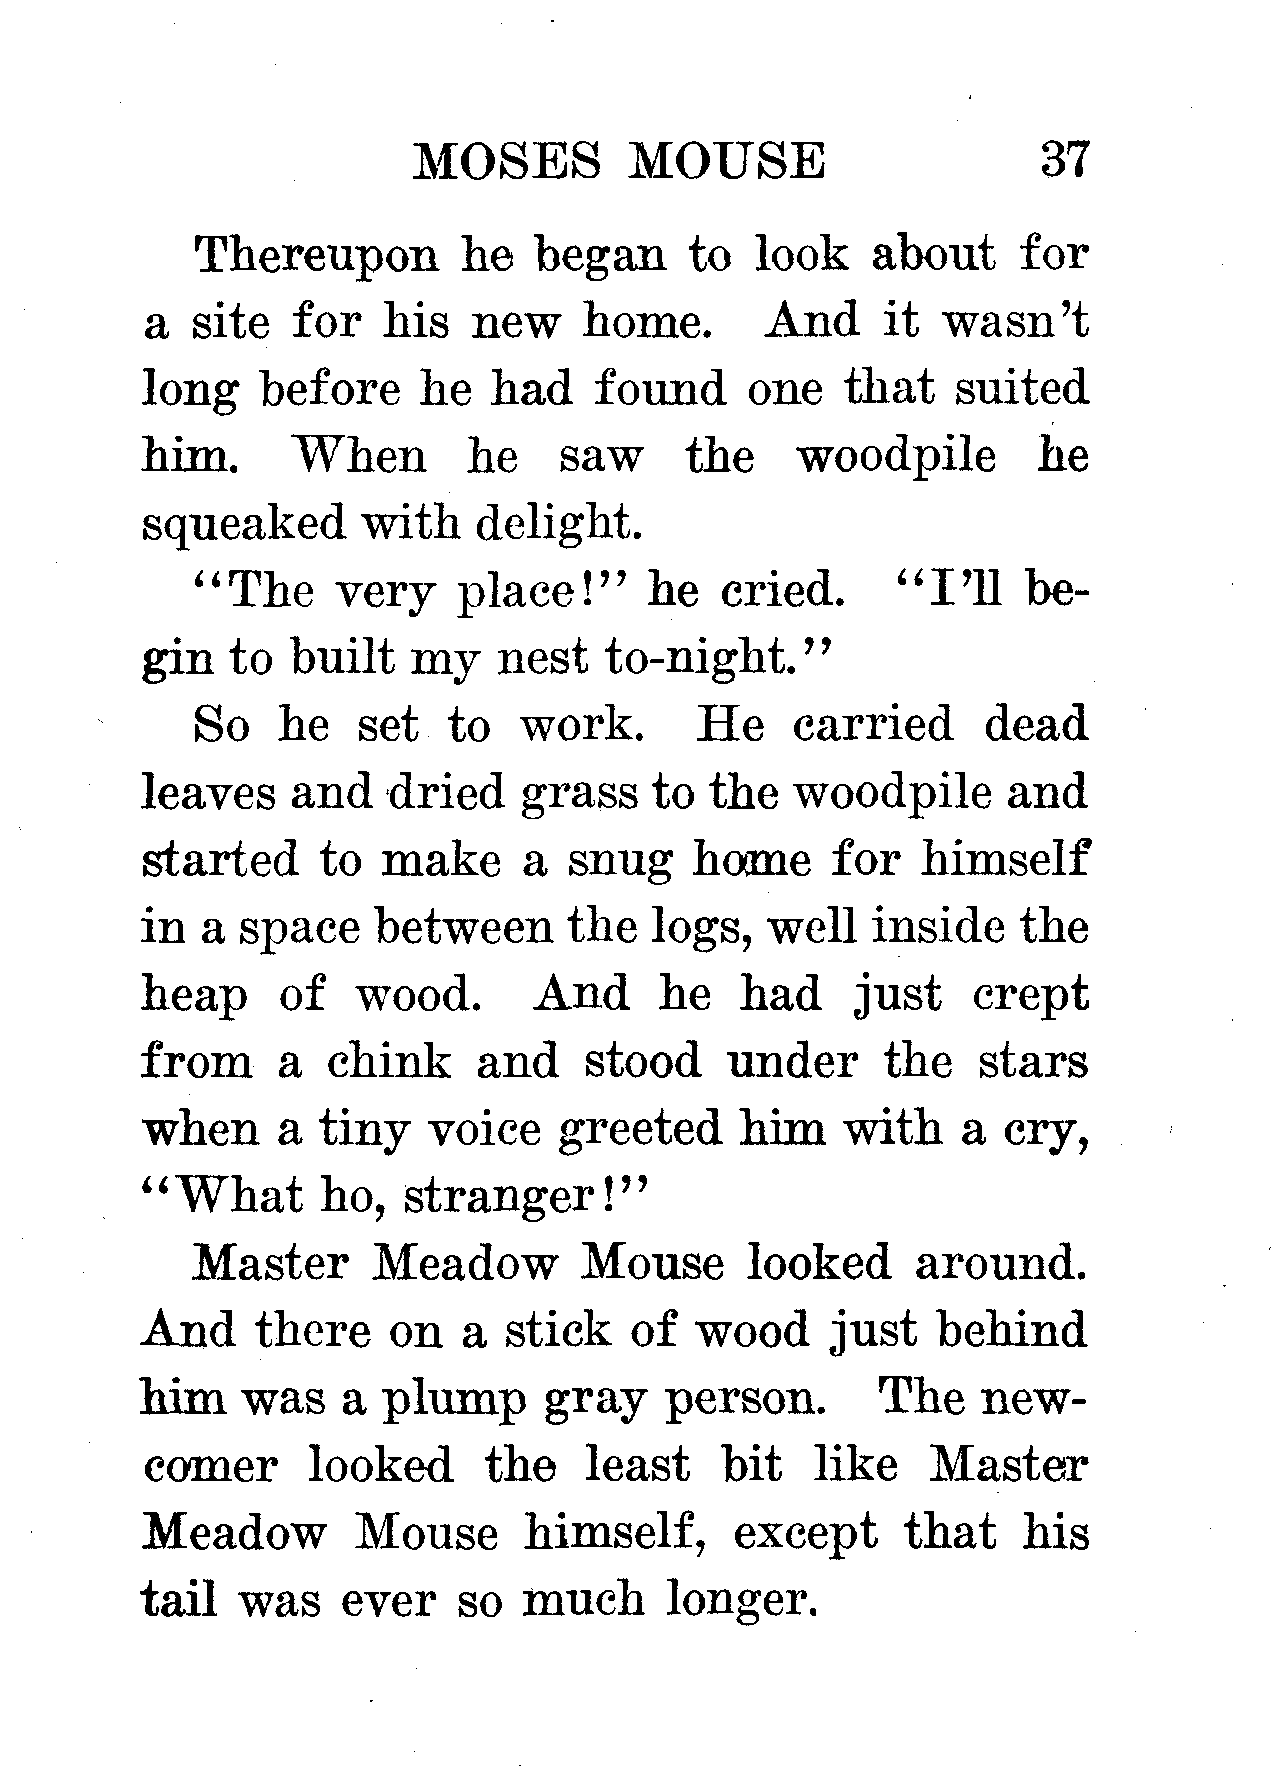 MOSES MOUSE 37
Thereupon he began to look about for
a site for his new home. And it wasn't
long before he had found one that suited
him. When he saw the woodpile he
squeaked with delight.
"The very place!" he cried. "I'll be-
gin to built my nest to-night."
So he set to work. He carried dead
leaves and dried grass to the woodpile and
started to make a snug home for himself
in a space between the logs, well inside the
heap of wood. And he had just crept
from a chink and stood under the stars
when a tiny voice greeted him with a cry,
"What ho, stranger!"
Master Meadow Mouse looked around.
And there on a stick of wood just behind
him was a plump gray person. The new-
comer looked the least bit like Master
Meadow Mouse himself, except that his
tail was ever so much longer.